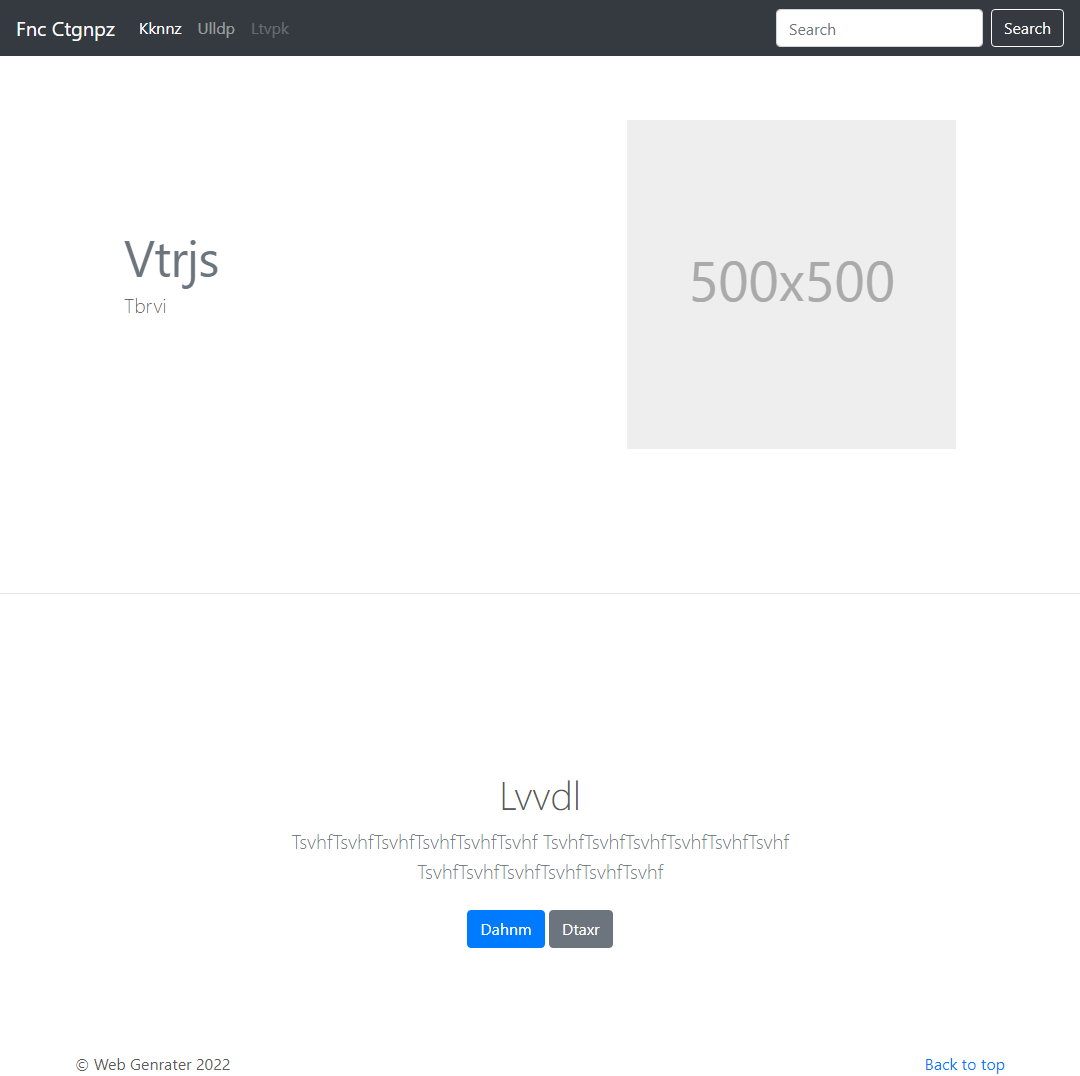 Fnc Ctgnpz Kknnz Ulldp Ltvpk Search Search
500x500
Vtrjs
Tbrvi
Lvvdl
TsvhfTsvhfTsvhfTsvhfTsvhfTsvhf TsvhfTsvhfTsvhfTsvhfTsvhfTsvhf
TsvhfTsvhfTsvhfTsvhfTsvhfTsvhf
Dahnm Dtaxr
© Web Genrater 2022 Back to top